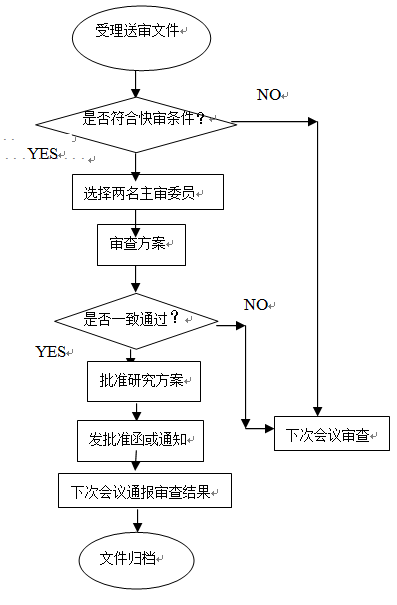 受理送审文件
NO
是否符合快审条件？
YES
选择两名主审委员
审查方案
NO
是否一致通过？
YES
批准研究方案
发批准函或通知
下次会议审查
下次会议通报审查结果
文件归档